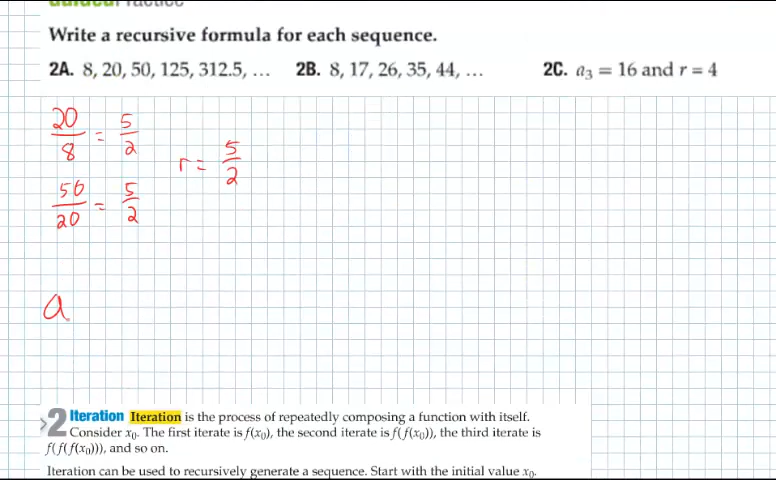 Guided Practice
Write a recursive formula for each sequence.
2A. 8, 20, 50, 125, 312.5, … 2B. 8, 17, 26, 35, 44, … 2C. a₃ = 16 and r = 4
20/8 = 5/2
r = 5/2
50/20 = 5/2
a
2 Iteration Iteration is the process of repeatedly composing a function with itself.
Consider x₀. The first iterate is f(x₀), the second iterate is f(f(x₀)), the third iterate is
f(f(f(x₀))), and so on.
Iteration can be used to recursively generate a sequence. Start with the initial value x₀.